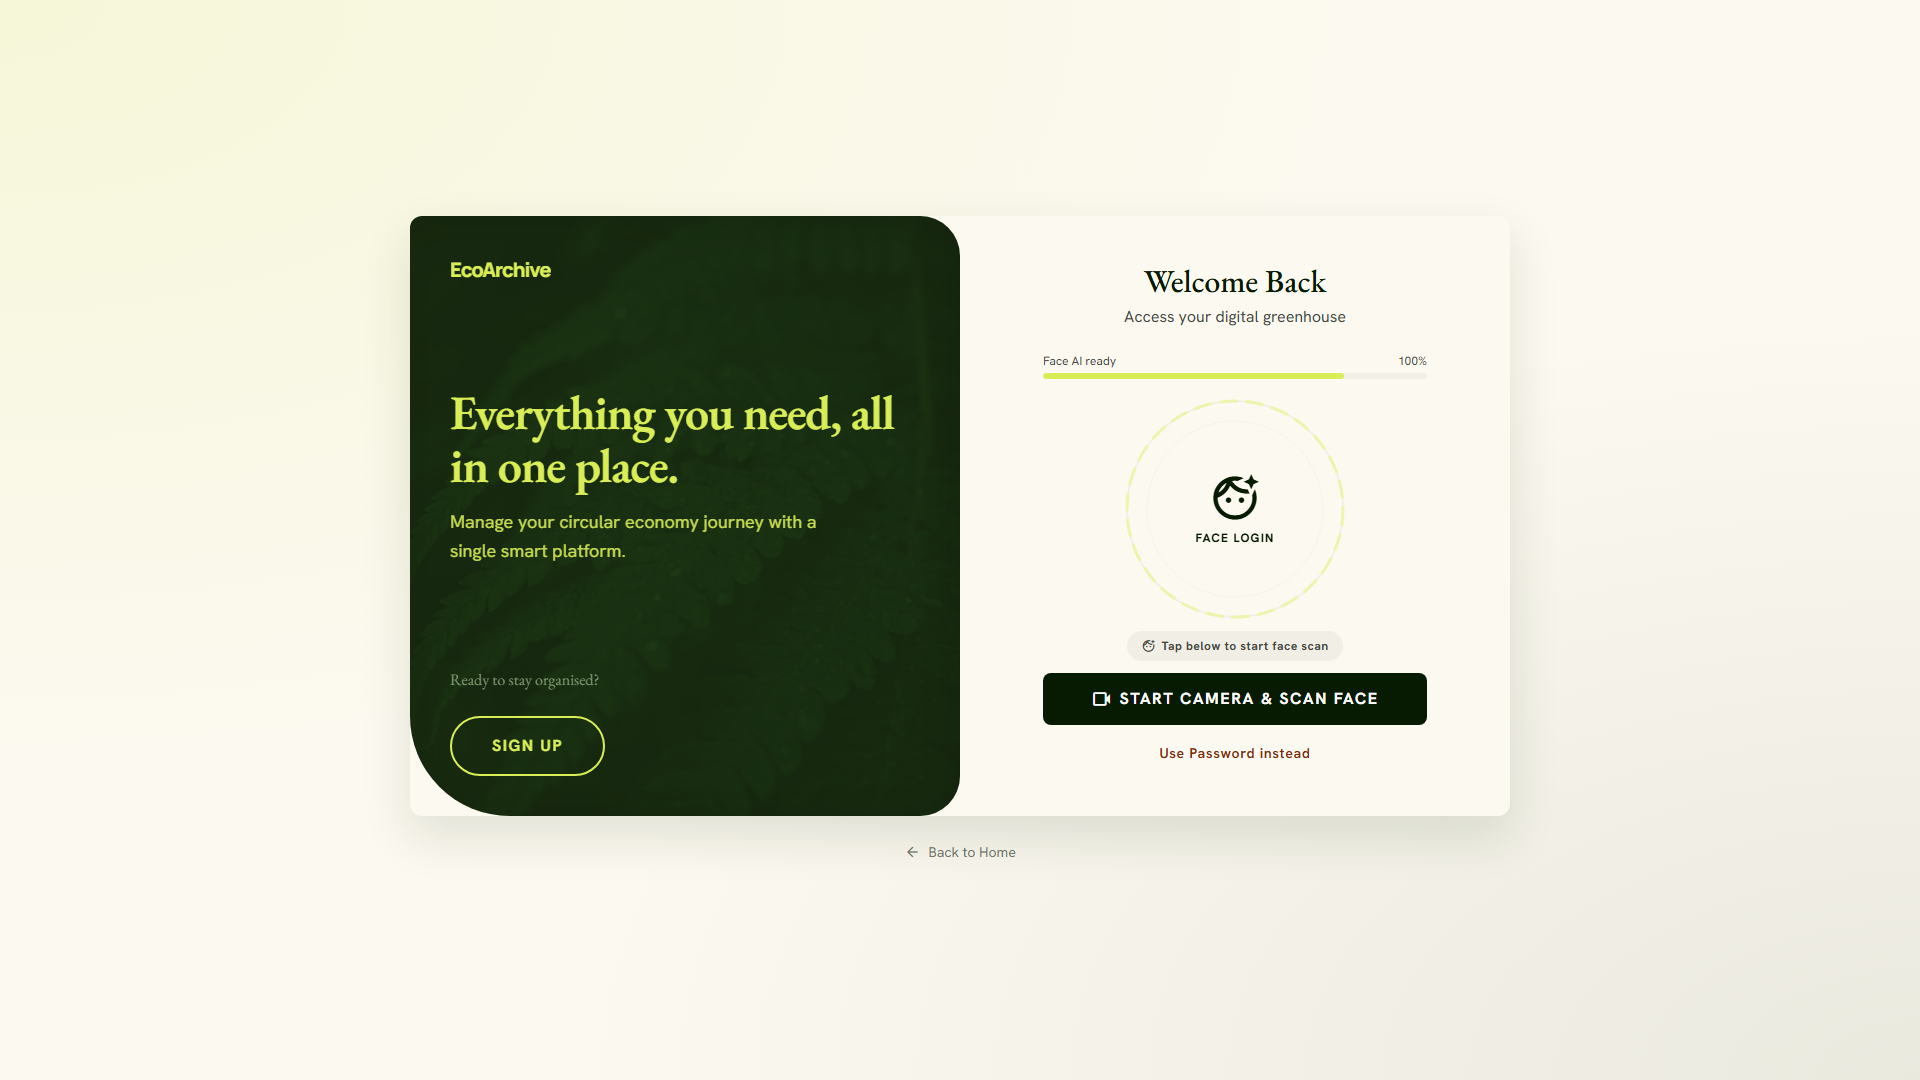 EcoArchive
Everything you need, all
in one place.
Manage your circular economy journey with a
single smart platform.
Ready to stay organised?
SIGN UP
Welcome Back
Access your digital greenhouse
Face AI ready 100%
FACE LOGIN
Tap below to start face scan
START CAMERA & SCAN FACE
Use Password instead
Back to Home